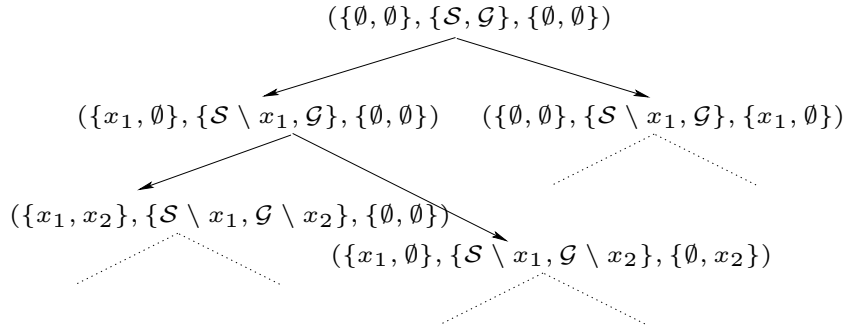 ({∅, ∅}, {𝒮, 𝒢}, {∅, ∅})
({x₁, ∅}, {𝒮 \ x₁, 𝒢}, {∅, ∅})
({∅, ∅}, {𝒮 \ x₁, 𝒢}, {x₁, ∅})
({x₁, x₂}, {𝒮 \ x₁, 𝒢 \ x₂}, {∅, ∅})
({x₁, ∅}, {𝒮 \ x₁, 𝒢 \ x₂}, {∅, x₂})